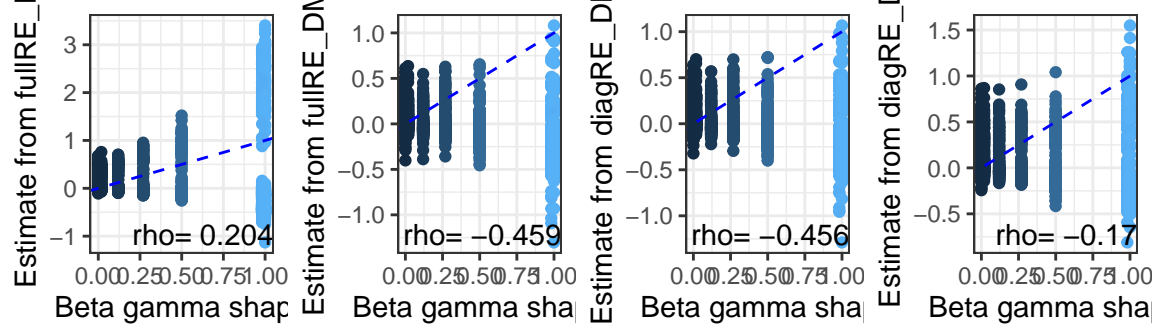 Estimate from fullRE_
3
2
1
0
−1
rho= 0.204
0.00 0.25 0.50 0.75 1.00
Beta gamma shap
Estimate from fullRE_DM
1.0
0.5
0.0
−0.5
−1.0
rho= −0.459
0.00 0.25 0.50 0.75 1.00
Beta gamma shap
Estimate from diagRE_D
1.0
0.5
0.0
−0.5
−1.0
rho= −0.456
0.00 0.25 0.50 0.75 1.00
Beta gamma shap
Estimate from diagRE_D
1.5
1.0
0.5
0.0
−0.5
rho= −0.17
0.00 0.25 0.50 0.75 1.00
Beta gamma shap